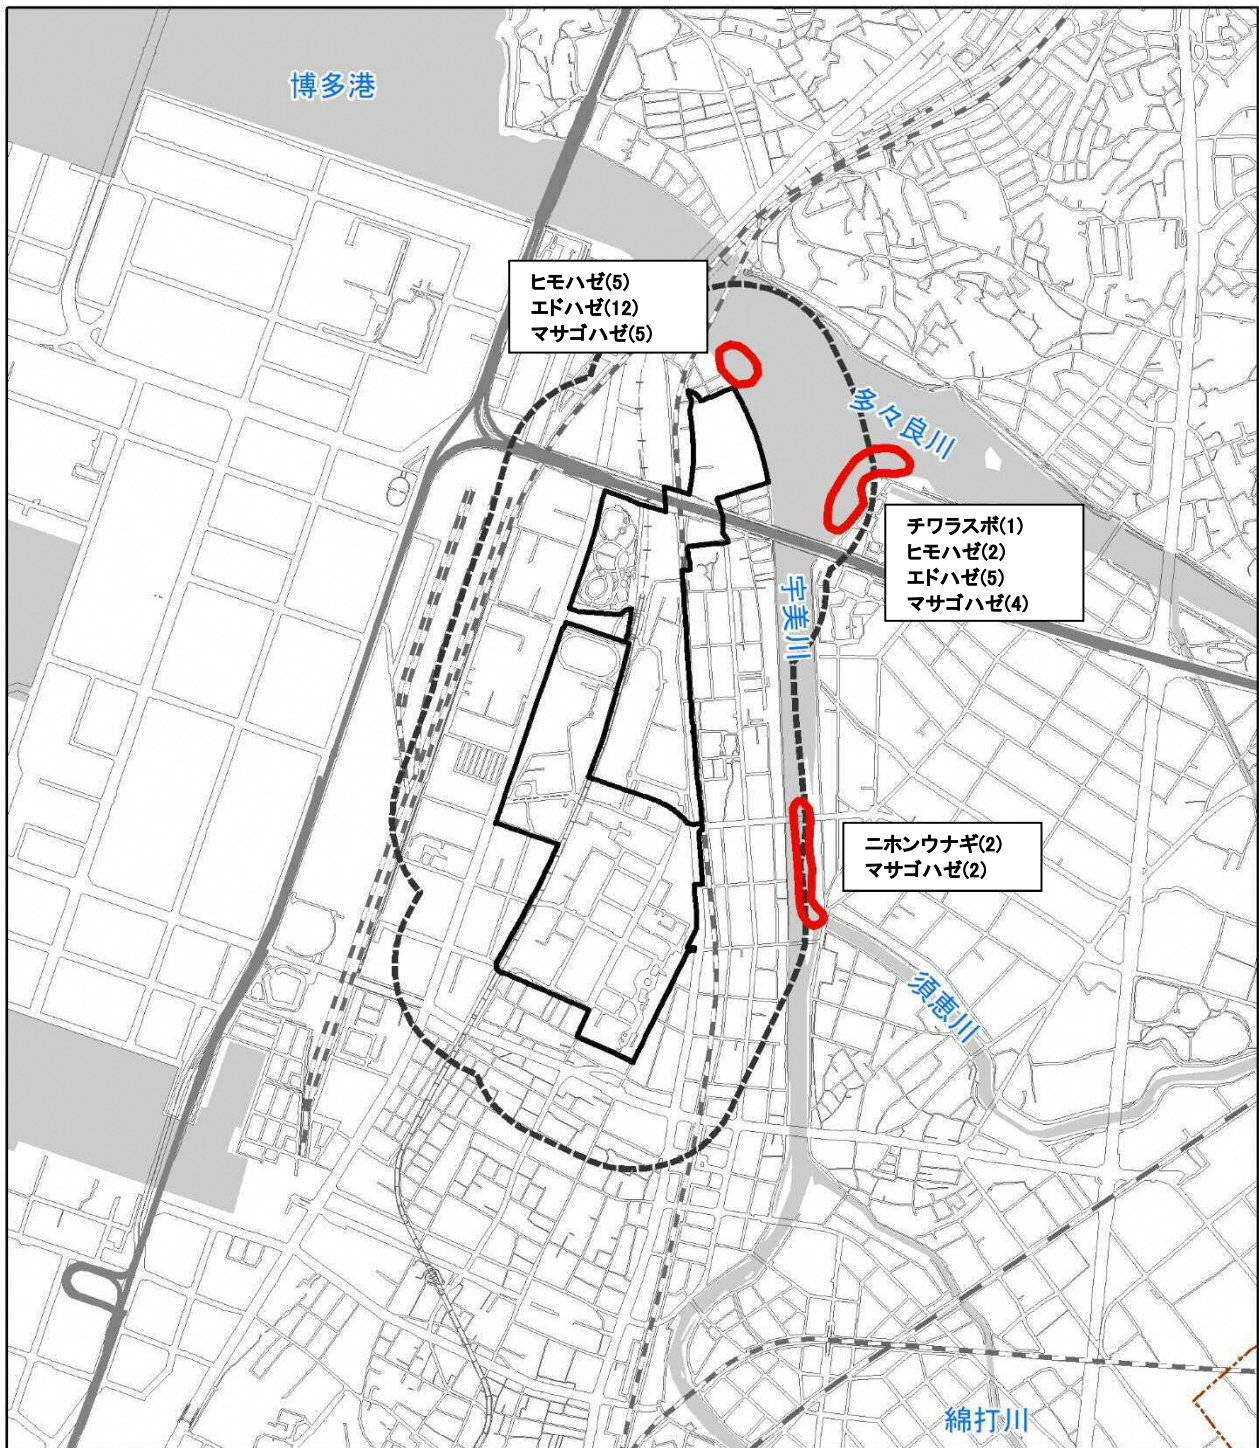 博多港
ヒモハゼ(5)
エドハゼ(12)
マサゴハゼ(5)
多々良川
チワラスボ(1)
ヒモハゼ(2)
エドハゼ(5)
マサゴハゼ(4)
宇美川
ニホンウナギ(2)
マサゴハゼ(2)
須恵川
綿打川